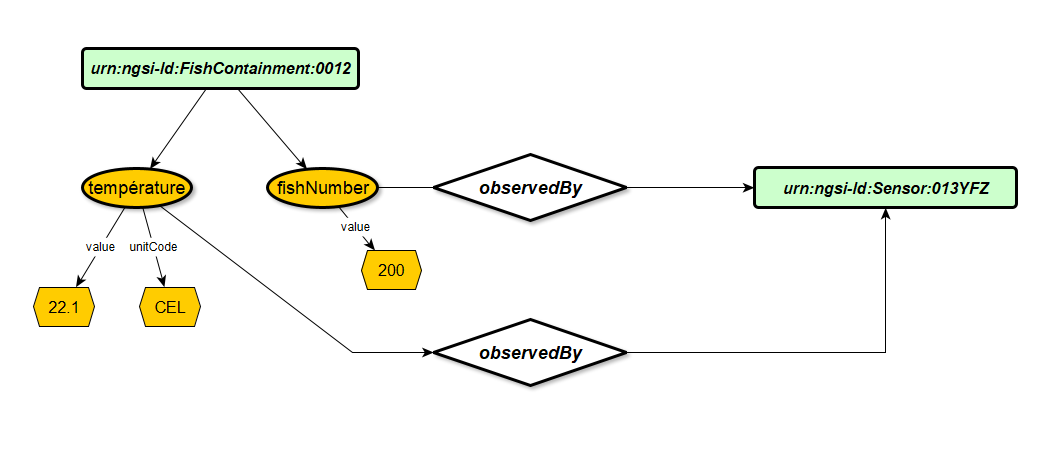 urn:ngsi-ld:FishContainment:0012
température
fishNumber
observedBy
urn:ngsi-ld:Sensor:013YFZ
value
unitCode
value
22.1
CEL
200
observedBy